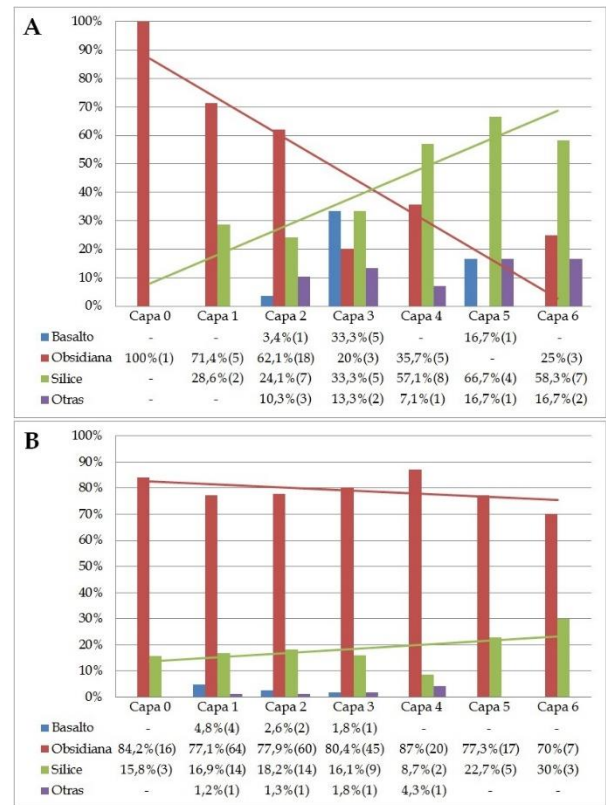 A
100%
90%
80%
70%
60%
50%
40%
30%
20%
10%
0%
Capa 0 Capa 1 Capa 2 Capa 3 Capa 4 Capa 5 Capa 6
Basalto - - 3,4%(1) 33,3%(5) - 16,7%(1) -
Obsidiana 100%(1) 71,4%(5) 62,1%(18) 20%(3) 35,7%(5) - 25%(3)
Silice - 28,6%(2) 24,1%(7) 33,3%(5) 57,1%(8) 66,7%(4) 58,3%(7)
Otras - - 10,3%(3) 13,3%(2) 7,1%(1) 16,7%(1) 16,7%(2)
B
100%
90%
80%
70%
60%
50%
40%
30%
20%
10%
0%
Capa 0 Capa 1 Capa 2 Capa 3 Capa 4 Capa 5 Capa 6
Basalto - 4,8%(4) 2,6%(2) 1,8%(1) - - -
Obsidiana 84,2%(16) 77,1%(64) 77,9%(60) 80,4%(45) 87%(20) 77,3%(17) 70%(7)
Silice 15,8%(3) 16,9%(14) 18,2%(14) 16,1%(9) 8,7%(2) 22,7%(5) 30%(3)
Otras - 1,2%(1) 1,3%(1) 1,8%(1) 4,3%(1) - -